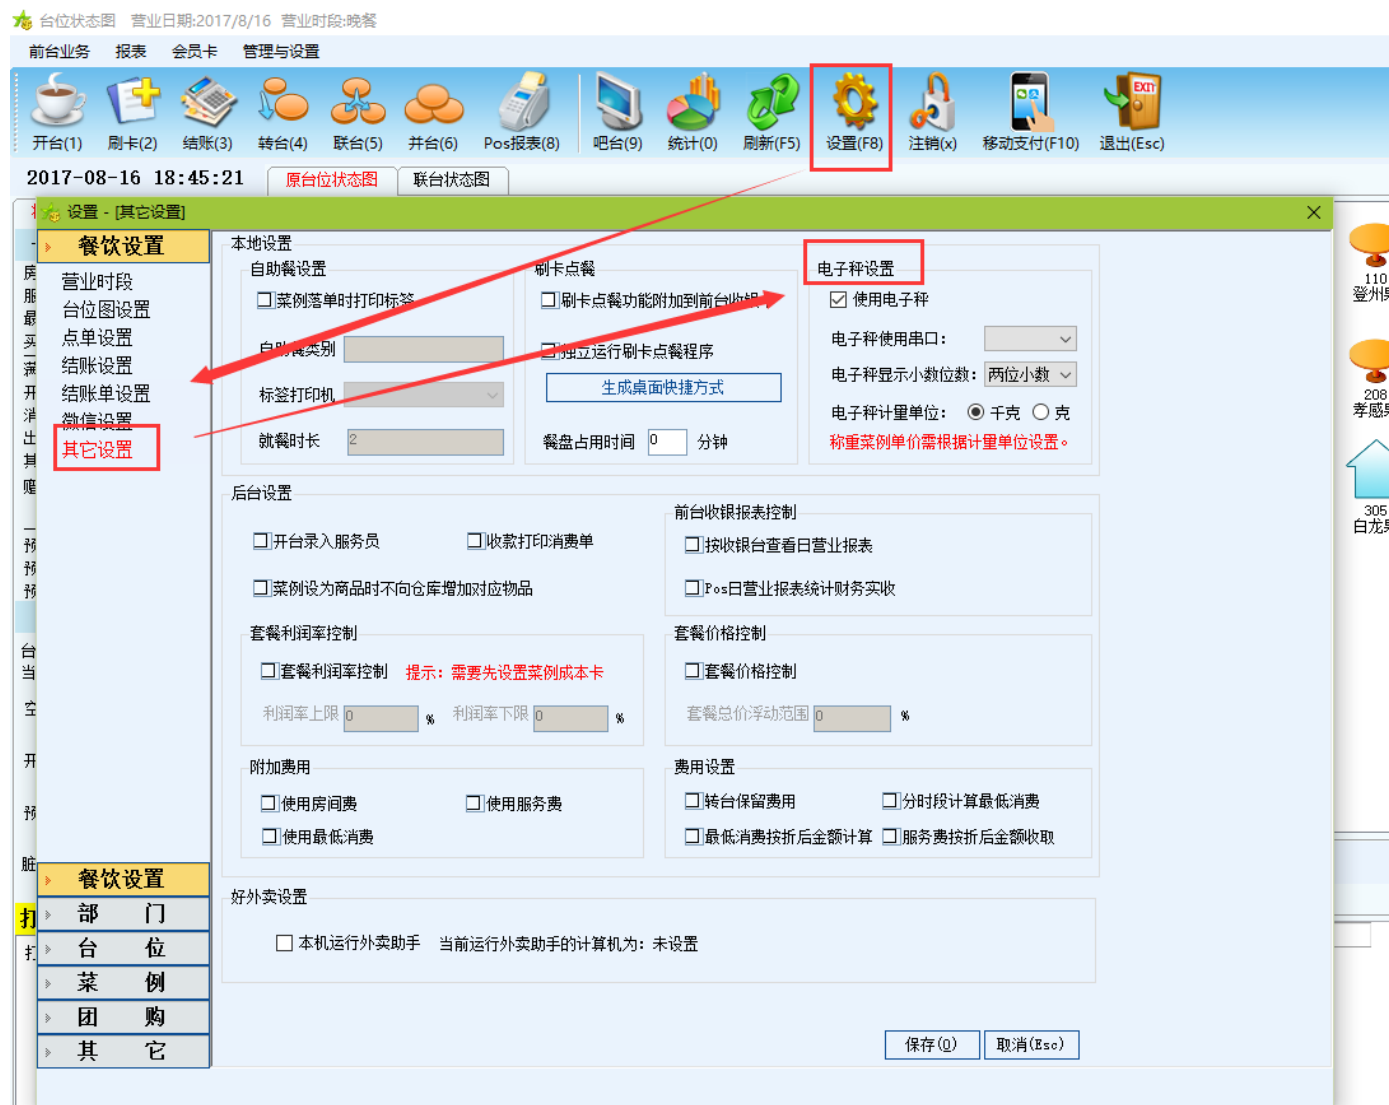 台位状态图 营业日期:2017/8/16 营业时段:晚餐
前台业务 报表 会员卡 管理与设置
开台(1) 刷卡(2) 结账(3) 转台(4) 联台(5) 并台(6) Pos报表(8) 吧台(9) 统计(0) 刷新(F5) 设置(F8) 注销(x) 移动支付(F10) 退出(Esc)
EXIT
2017-08-16 18:45:21 原台位状态图 联台状态图
设置 - [其它设置]
餐饮设置
营业时段
台位图设置
点单设置
结账设置
结账单设置
微信设置
其它设置
餐饮设置
部 门
台 位
菜 例
团 购
其 它
本地设置
自助餐设置
菜例落单时打印标签
自助餐类别
标签打印机
就餐时长 2
刷卡点餐
刷卡点餐功能附加到前台收银
独立运行刷卡点餐程序
生成桌面快捷方式
餐盘占用时间 0 分钟
电子秤设置
使用电子秤
电子秤使用串口：
电子秤显示小数位数： 两位小数
电子秤计量单位： 千克 克
称重菜例单价需根据计量单位设置。
后台设置
开台录入服务员 收款打印消费单
菜例设为商品时不向仓库增加对应物品
前台收银报表控制
按收银台查看日营业报表
Pos日营业报表统计财务实收
套餐利润率控制
套餐利润率控制 提示：需要先设置菜例成本卡
利润率上限 0 % 利润率下限 0 %
套餐价格控制
套餐价格控制
套餐总价浮动范围 0 %
附加费用
使用房间费 使用服务费
使用最低消费
费用设置
转台保留费用 分时段计算最低消费
最低消费按折后金额计算 服务费按折后金额收取
好外卖设置
本机运行外卖助手 当前运行外卖助手的计算机为：未设置
保存(O) 取消(Esc)
110
登州
208
孝感
305
白龙